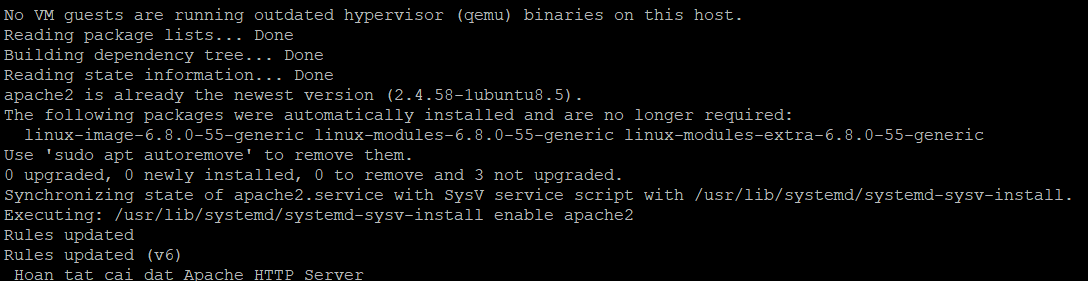 No VM guests are running outdated hypervisor (qemu) binaries on this host.
Reading package lists... Done
Building dependency tree... Done
Reading state information... Done
apache2 is already the newest version (2.4.58-1ubuntu8.5).
The following packages were automatically installed and are no longer required:
  linux-image-6.8.0-55-generic linux-modules-6.8.0-55-generic linux-modules-extra-6.8.0-55-generic
Use 'sudo apt autoremove' to remove them.
0 upgraded, 0 newly installed, 0 to remove and 3 not upgraded.
Synchronizing state of apache2.service with SysV service script with /usr/lib/systemd/systemd-sysv-install.
Executing: /usr/lib/systemd/systemd-sysv-install enable apache2
Rules updated
Rules updated (v6)
 Hoan tat cai dat Apache HTTP Server